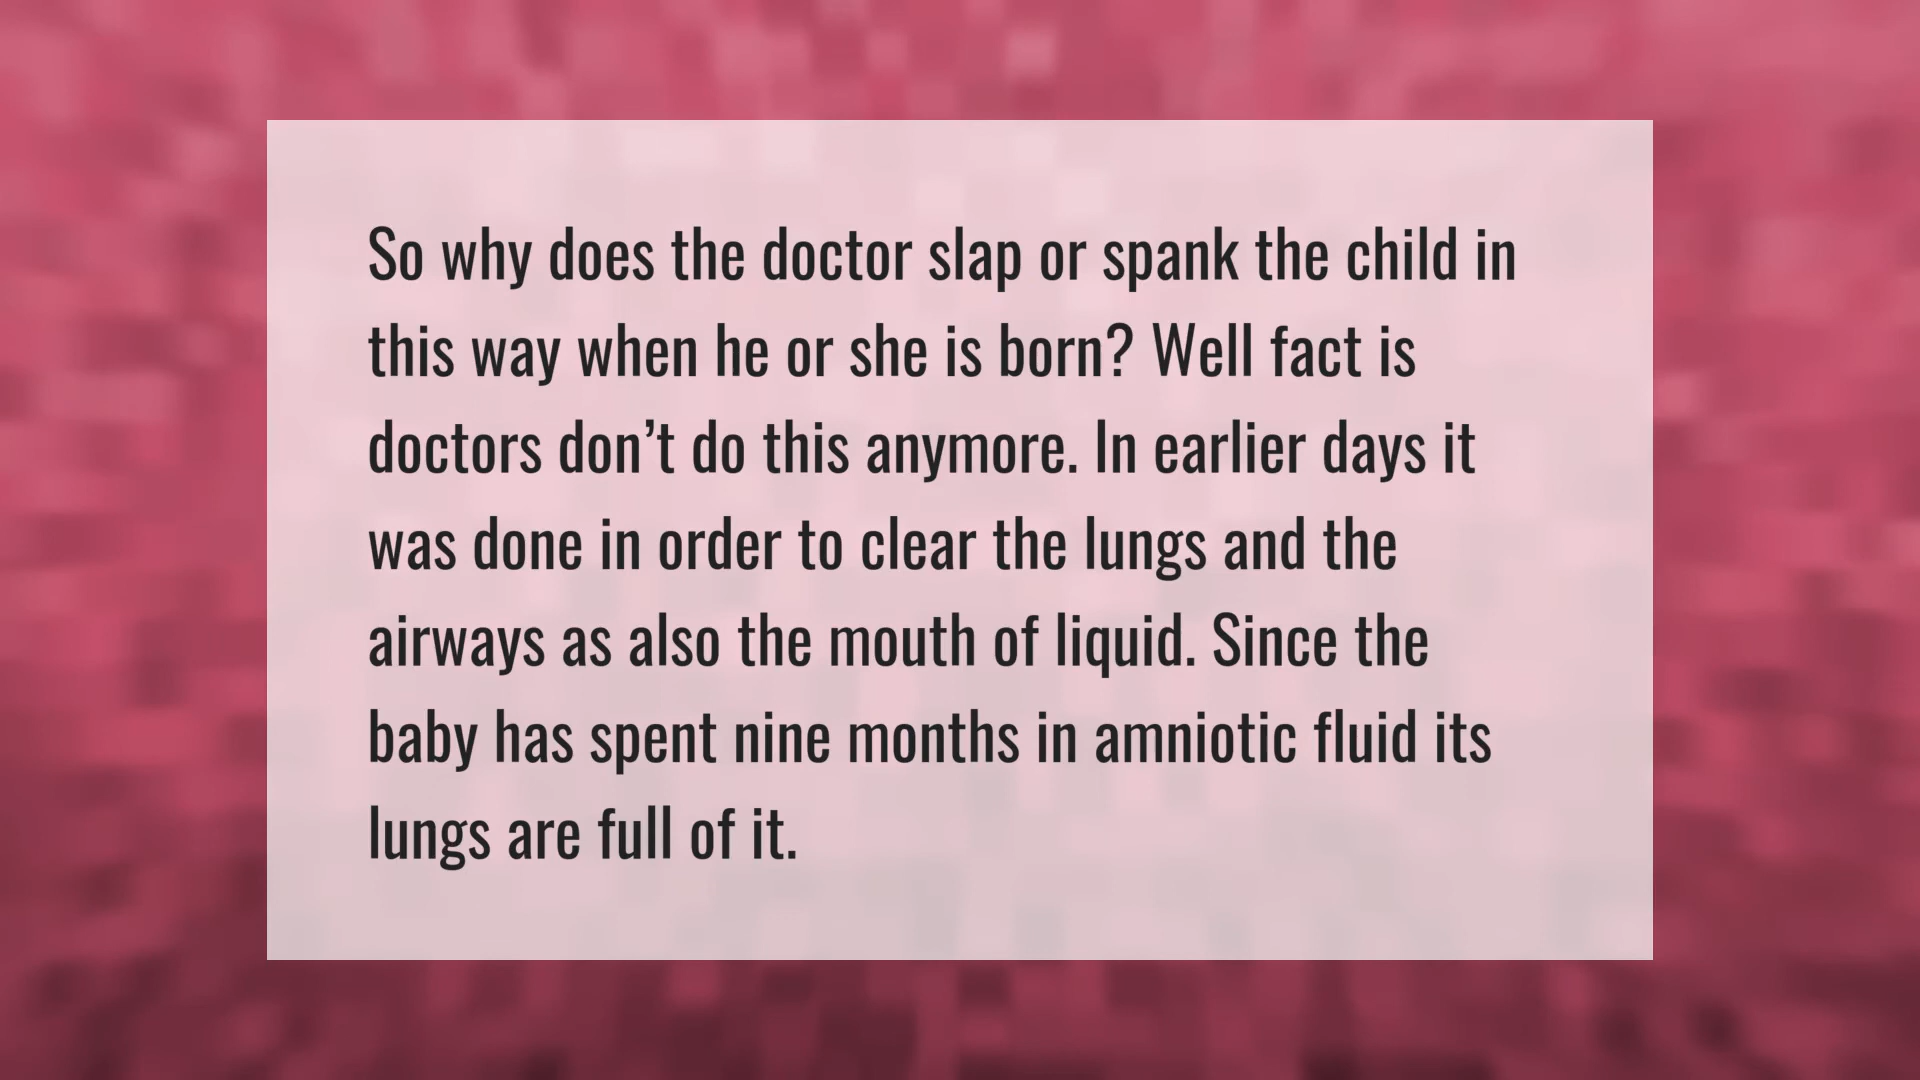 So why does the doctor slap or spank the child in
this way when he or she is born? Well fact is
doctors don’t do this anymore. In earlier days it
was done in order to clear the lungs and the
airways as also the mouth of liquid. Since the
baby has spent nine months in amniotic fluid its
lungs are full of it.